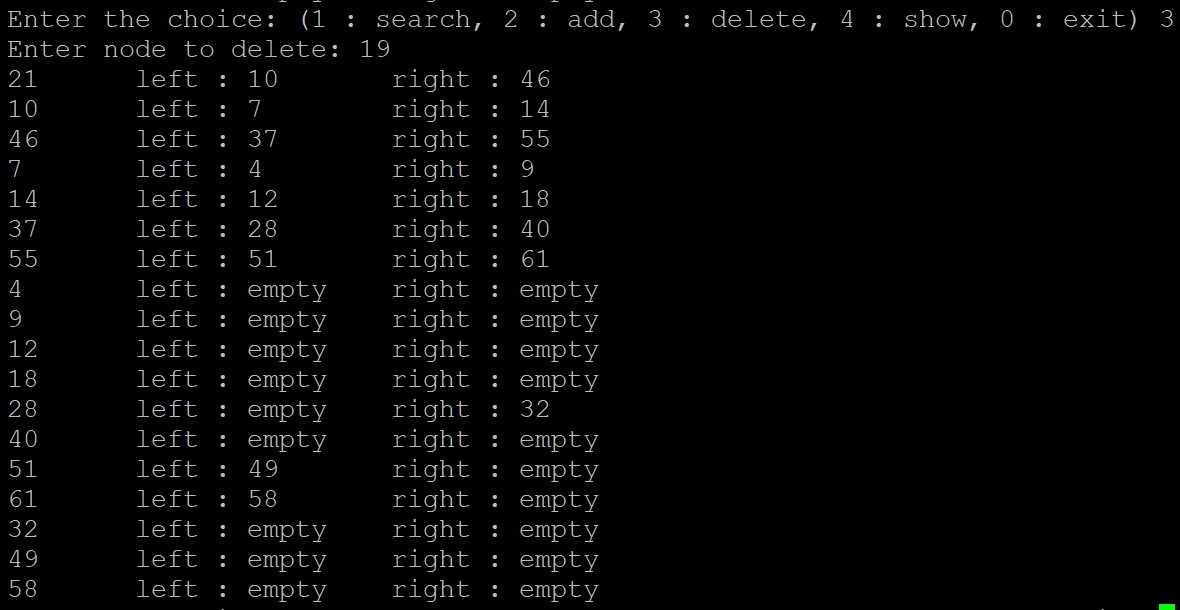 Enter the choice: (1 : search, 2 : add, 3 : delete, 4 : show, 0 : exit) 3
Enter node to delete: 19
21 left : 10 right : 46
10 left : 7 right : 14
46 left : 37 right : 55
7 left : 4 right : 9
14 left : 12 right : 18
37 left : 28 right : 40
55 left : 51 right : 61
4 left : empty right : empty
9 left : empty right : empty
12 left : empty right : empty
18 left : empty right : empty
28 left : empty right : 32
40 left : empty right : empty
51 left : 49 right : empty
61 left : 58 right : empty
32 left : empty right : empty
49 left : empty right : empty
58 left : empty right : empty